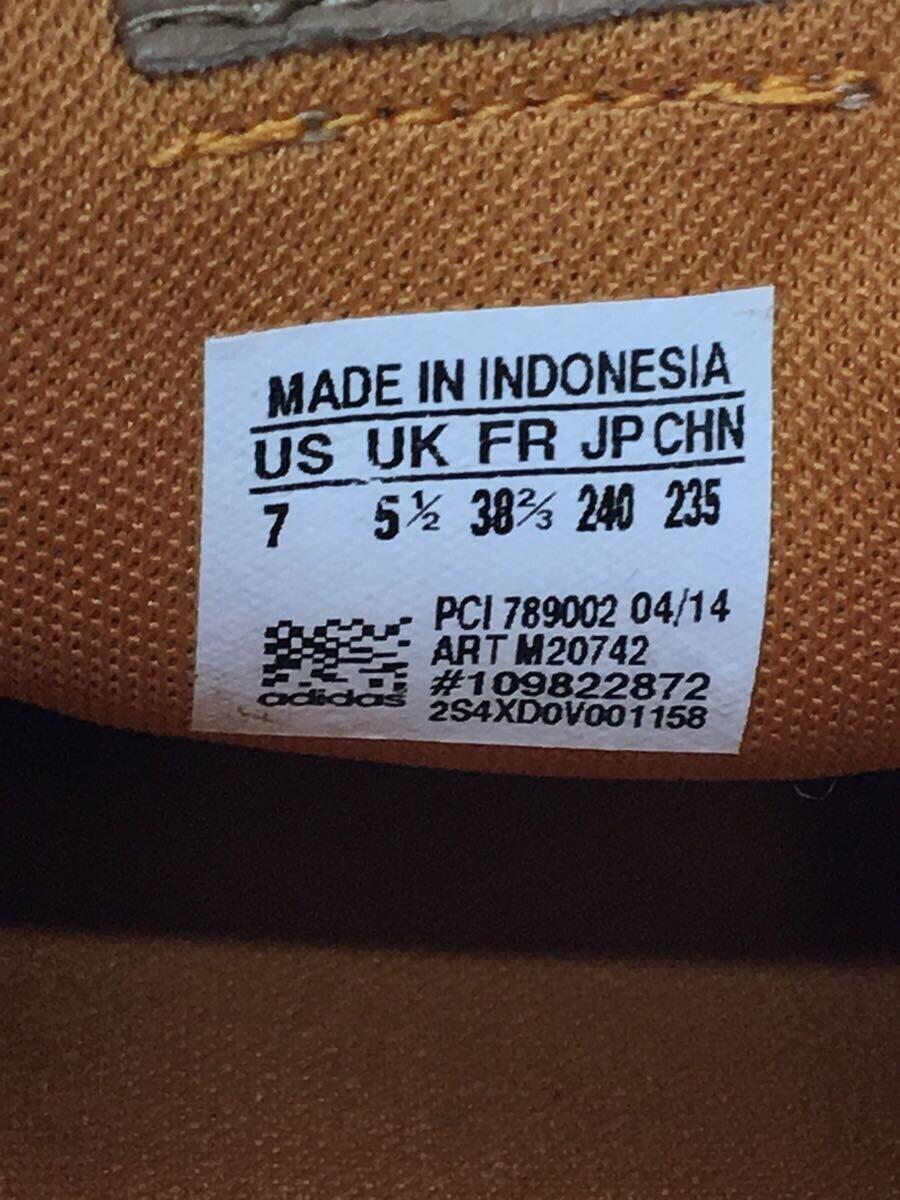 MADE IN INDONESIA
US UK FR JP CHN
7 5½ 38⅔ 240 235
PCI 789002 04/14
ART M20742
#109822872
adidas 2S4XD0V001158